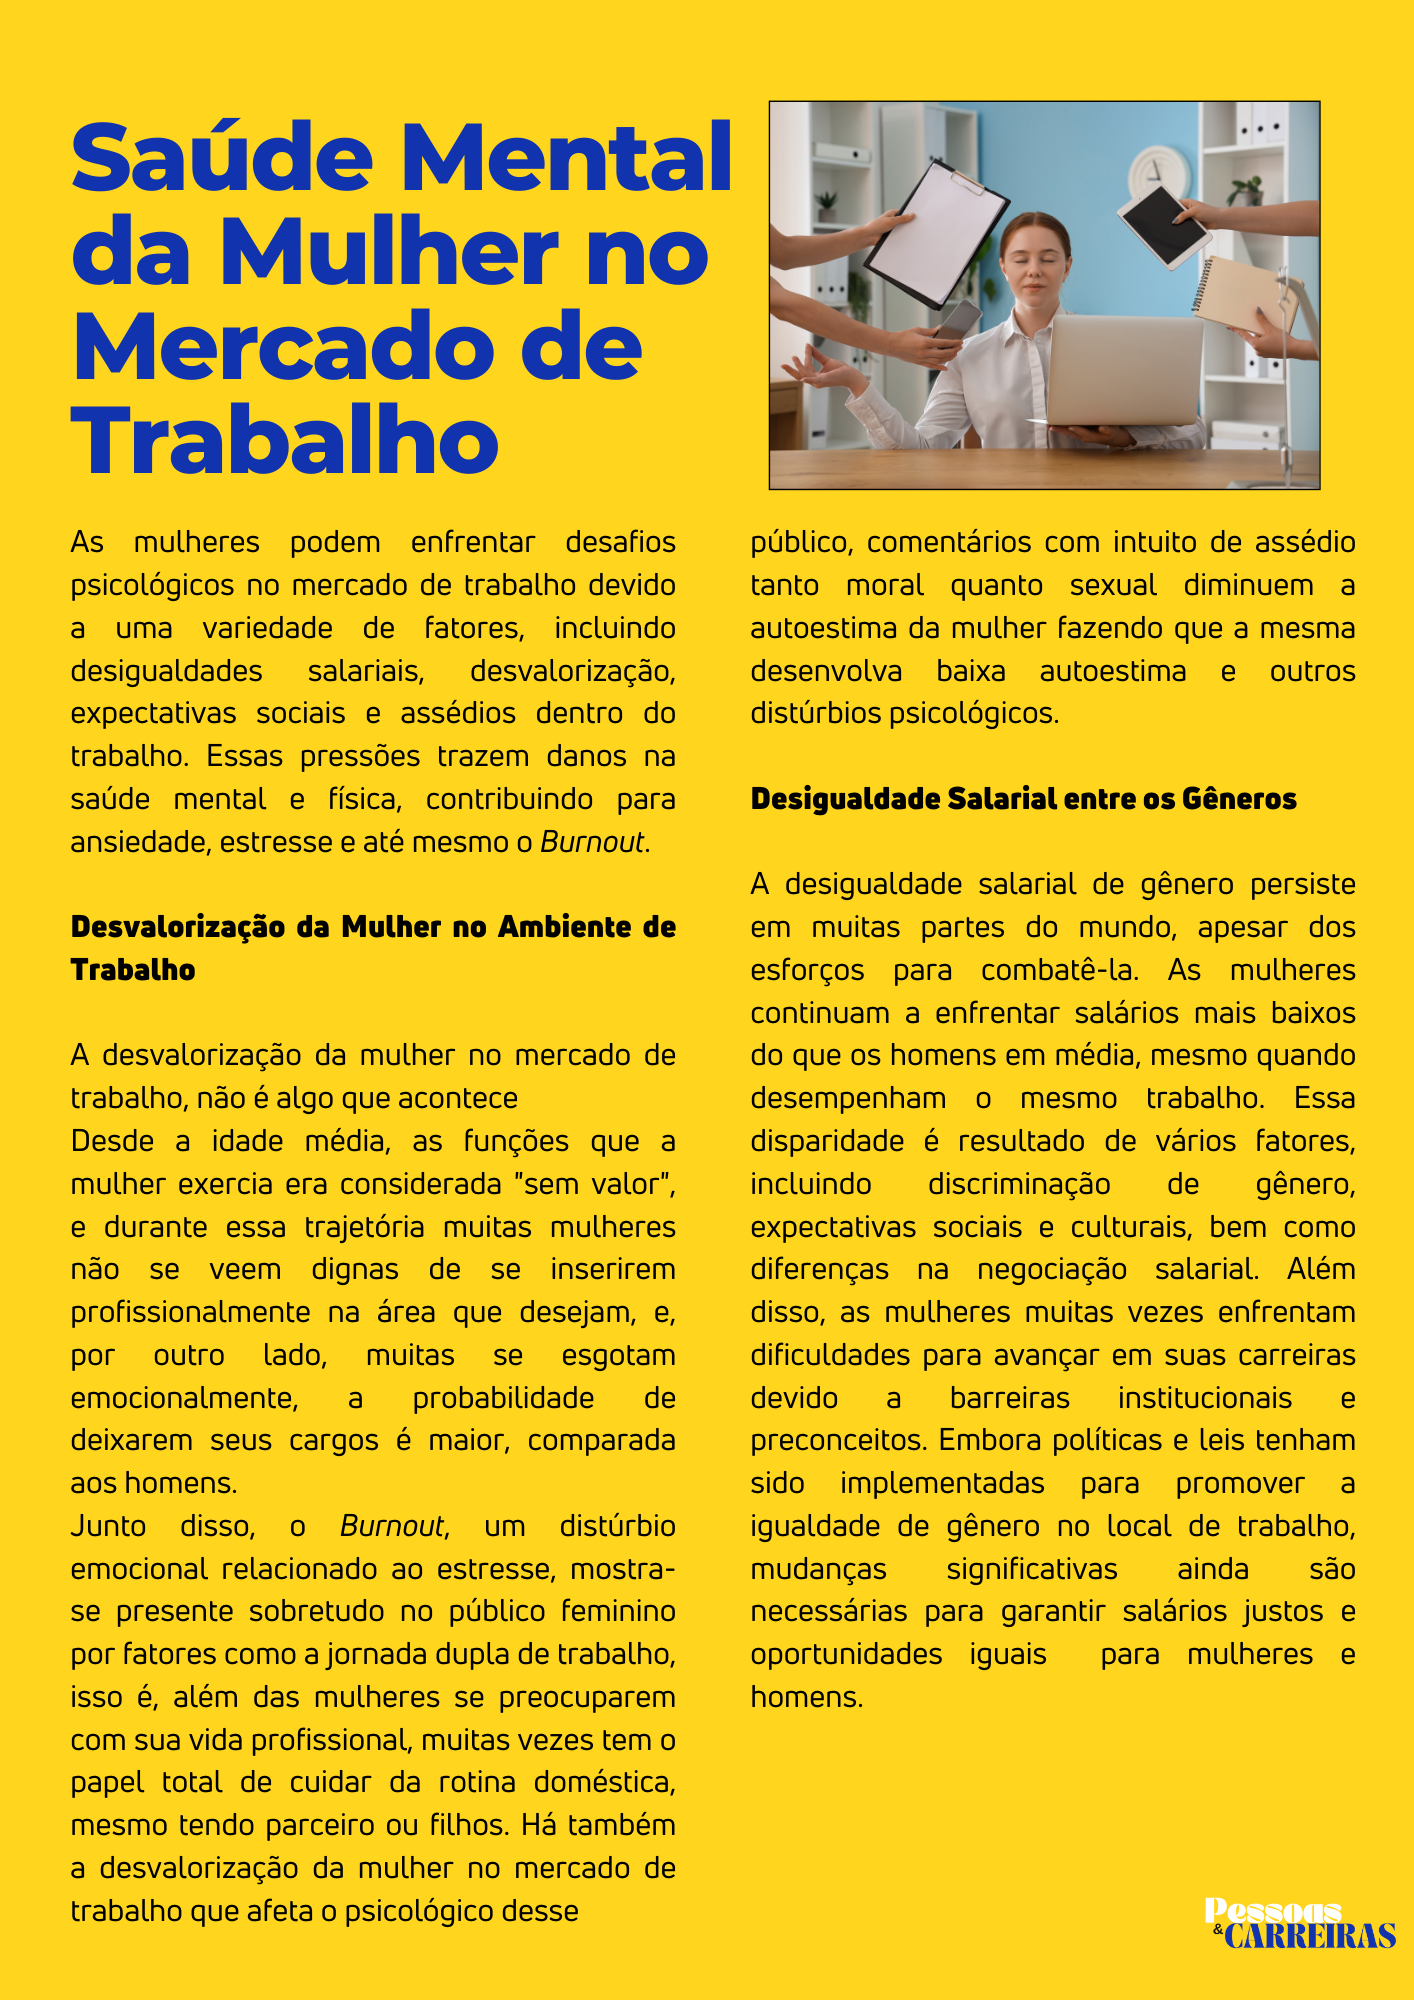 Saúde Mental
da Mulher no
Mercado de
Trabalho
As mulheres podem enfrentar desafios
psicológicos no mercado de trabalho devido
a uma variedade de fatores, incluindo
desigualdades salariais, desvalorização,
expectativas sociais e assédios dentro do
trabalho. Essas pressões trazem danos na
saúde mental e física, contribuindo para
ansiedade, estresse e até mesmo o Burnout.
Desvalorização da Mulher no Ambiente de
Trabalho
A desvalorização da mulher no mercado de
trabalho, não é algo que acontece
Desde a idade média, as funções que a
mulher exercia era considerada "sem valor",
e durante essa trajetória muitas mulheres
não se veem dignas de se inserirem
profissionalmente na área que desejam, e,
por outro lado, muitas se esgotam
emocionalmente, a probabilidade de
deixarem seus cargos é maior, comparada
aos homens.
Junto disso, o Burnout, um distúrbio
emocional relacionado ao estresse, mostra-
se presente sobretudo no público feminino
por fatores como a jornada dupla de trabalho,
isso é, além das mulheres se preocuparem
com sua vida profissional, muitas vezes tem o
papel total de cuidar da rotina doméstica,
mesmo tendo parceiro ou filhos. Há também
a desvalorização da mulher no mercado de
trabalho que afeta o psicológico desse
público, comentários com intuito de assédio
tanto moral quanto sexual diminuem a
autoestima da mulher fazendo que a mesma
desenvolva baixa autoestima e outros
distúrbios psicológicos.
Desigualdade Salarial entre os Gêneros
A desigualdade salarial de gênero persiste
em muitas partes do mundo, apesar dos
esforços para combatê-la. As mulheres
continuam a enfrentar salários mais baixos
do que os homens em média, mesmo quando
desempenham o mesmo trabalho. Essa
disparidade é resultado de vários fatores,
incluindo discriminação de gênero,
expectativas sociais e culturais, bem como
diferenças na negociação salarial. Além
disso, as mulheres muitas vezes enfrentam
dificuldades para avançar em suas carreiras
devido a barreiras institucionais e
preconceitos. Embora políticas e leis tenham
sido implementadas para promover a
igualdade de gênero no local de trabalho,
mudanças significativas ainda são
necessárias para garantir salários justos e
oportunidades iguais para mulheres e
homens.
Pessoas
&CARREIRAS